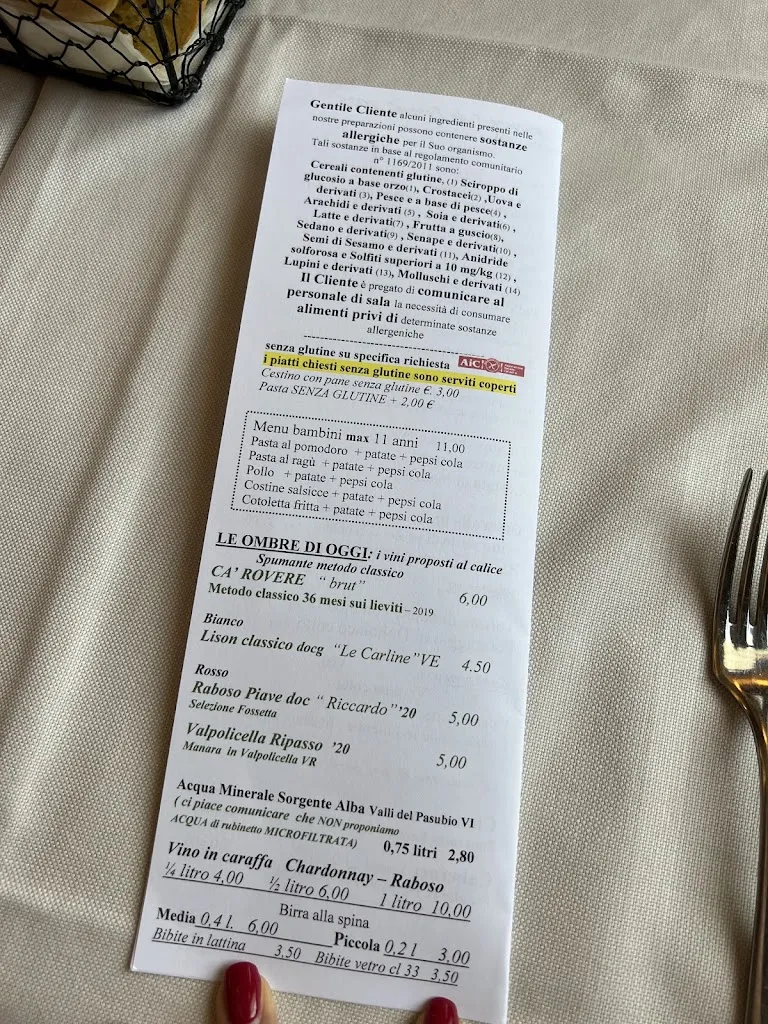 Gentile Cliente alcuni ingredienti presenti nelle
nostre preparazioni possono contenere sostanze
allergiche per il Suo organismo.
Tali sostanze in base al regolamento comunitario
n° 1169/2011 sono:
Cereali contenenti glutine, (1) Sciroppo di
glucosio a base orzo(1), Crostacei(2) ,Uova e
derivati (3), Pesce e a base di pesce(4) ,
Arachidi e derivati (5) , Soia e derivati(6) ,
Latte e derivati(7) , Frutta a guscio(8),
Sedano e derivati(9) , Senape e derivati(10) ,
Semi di Sesamo e derivati (11), Anidride
solforosa e Solfiti superiori a 10 mg/kg (12) ,
Lupini e derivati (13), Molluschi e derivati (14)
Il Cliente è pregato di comunicare al
personale di sala la necessità di consumare
alimenti privi di determinate sostanze
allergeniche
senza glutine su specifica richiesta AiC
i piatti chiesti senza glutine sono serviti coperti
Cestino con pane senza glutine €. 3,00
Pasta SENZA GLUTINE + 2,00 €
Menu bambini max 11 anni 11,00
Pasta al pomodoro + patate + pepsi cola
Pasta al ragù + patate + pepsi cola
Pollo + patate + pepsi cola
Costine salsicce + patate + pepsi cola
Cotoletta fritta + patate + pepsi cola
LE OMBRE DI OGGI: i vini proposti al calice
Spumante metodo classico
CA' ROVERE " brut" 6,00
Metodo classico 36 mesi sui lieviti – 2019
Bianco
Lison classico docg "Le Carline" VE 4.50
Rosso
Raboso Piave doc " Riccardo" '20 5,00
Selezione Fossetta
Valpolicella Ripasso '20 5,00
Manara in Valpolicella VR
Acqua Minerale Sorgente Alba Valli del Pasubio VI
( ci piace comunicare che NON proponiamo
ACQUA di rubinetto MICROFILTRATA) 0,75 litri 2,80
Vino in caraffa Chardonnay – Raboso
¼ litro 4,00 ½ litro 6,00 1 litro 10,00
Birra alla spina
Media 0,4 l. 6,00 Piccola 0,2 l 3,00
Bibite in lattina 3,50 Bibite vetro cl 33 3,50